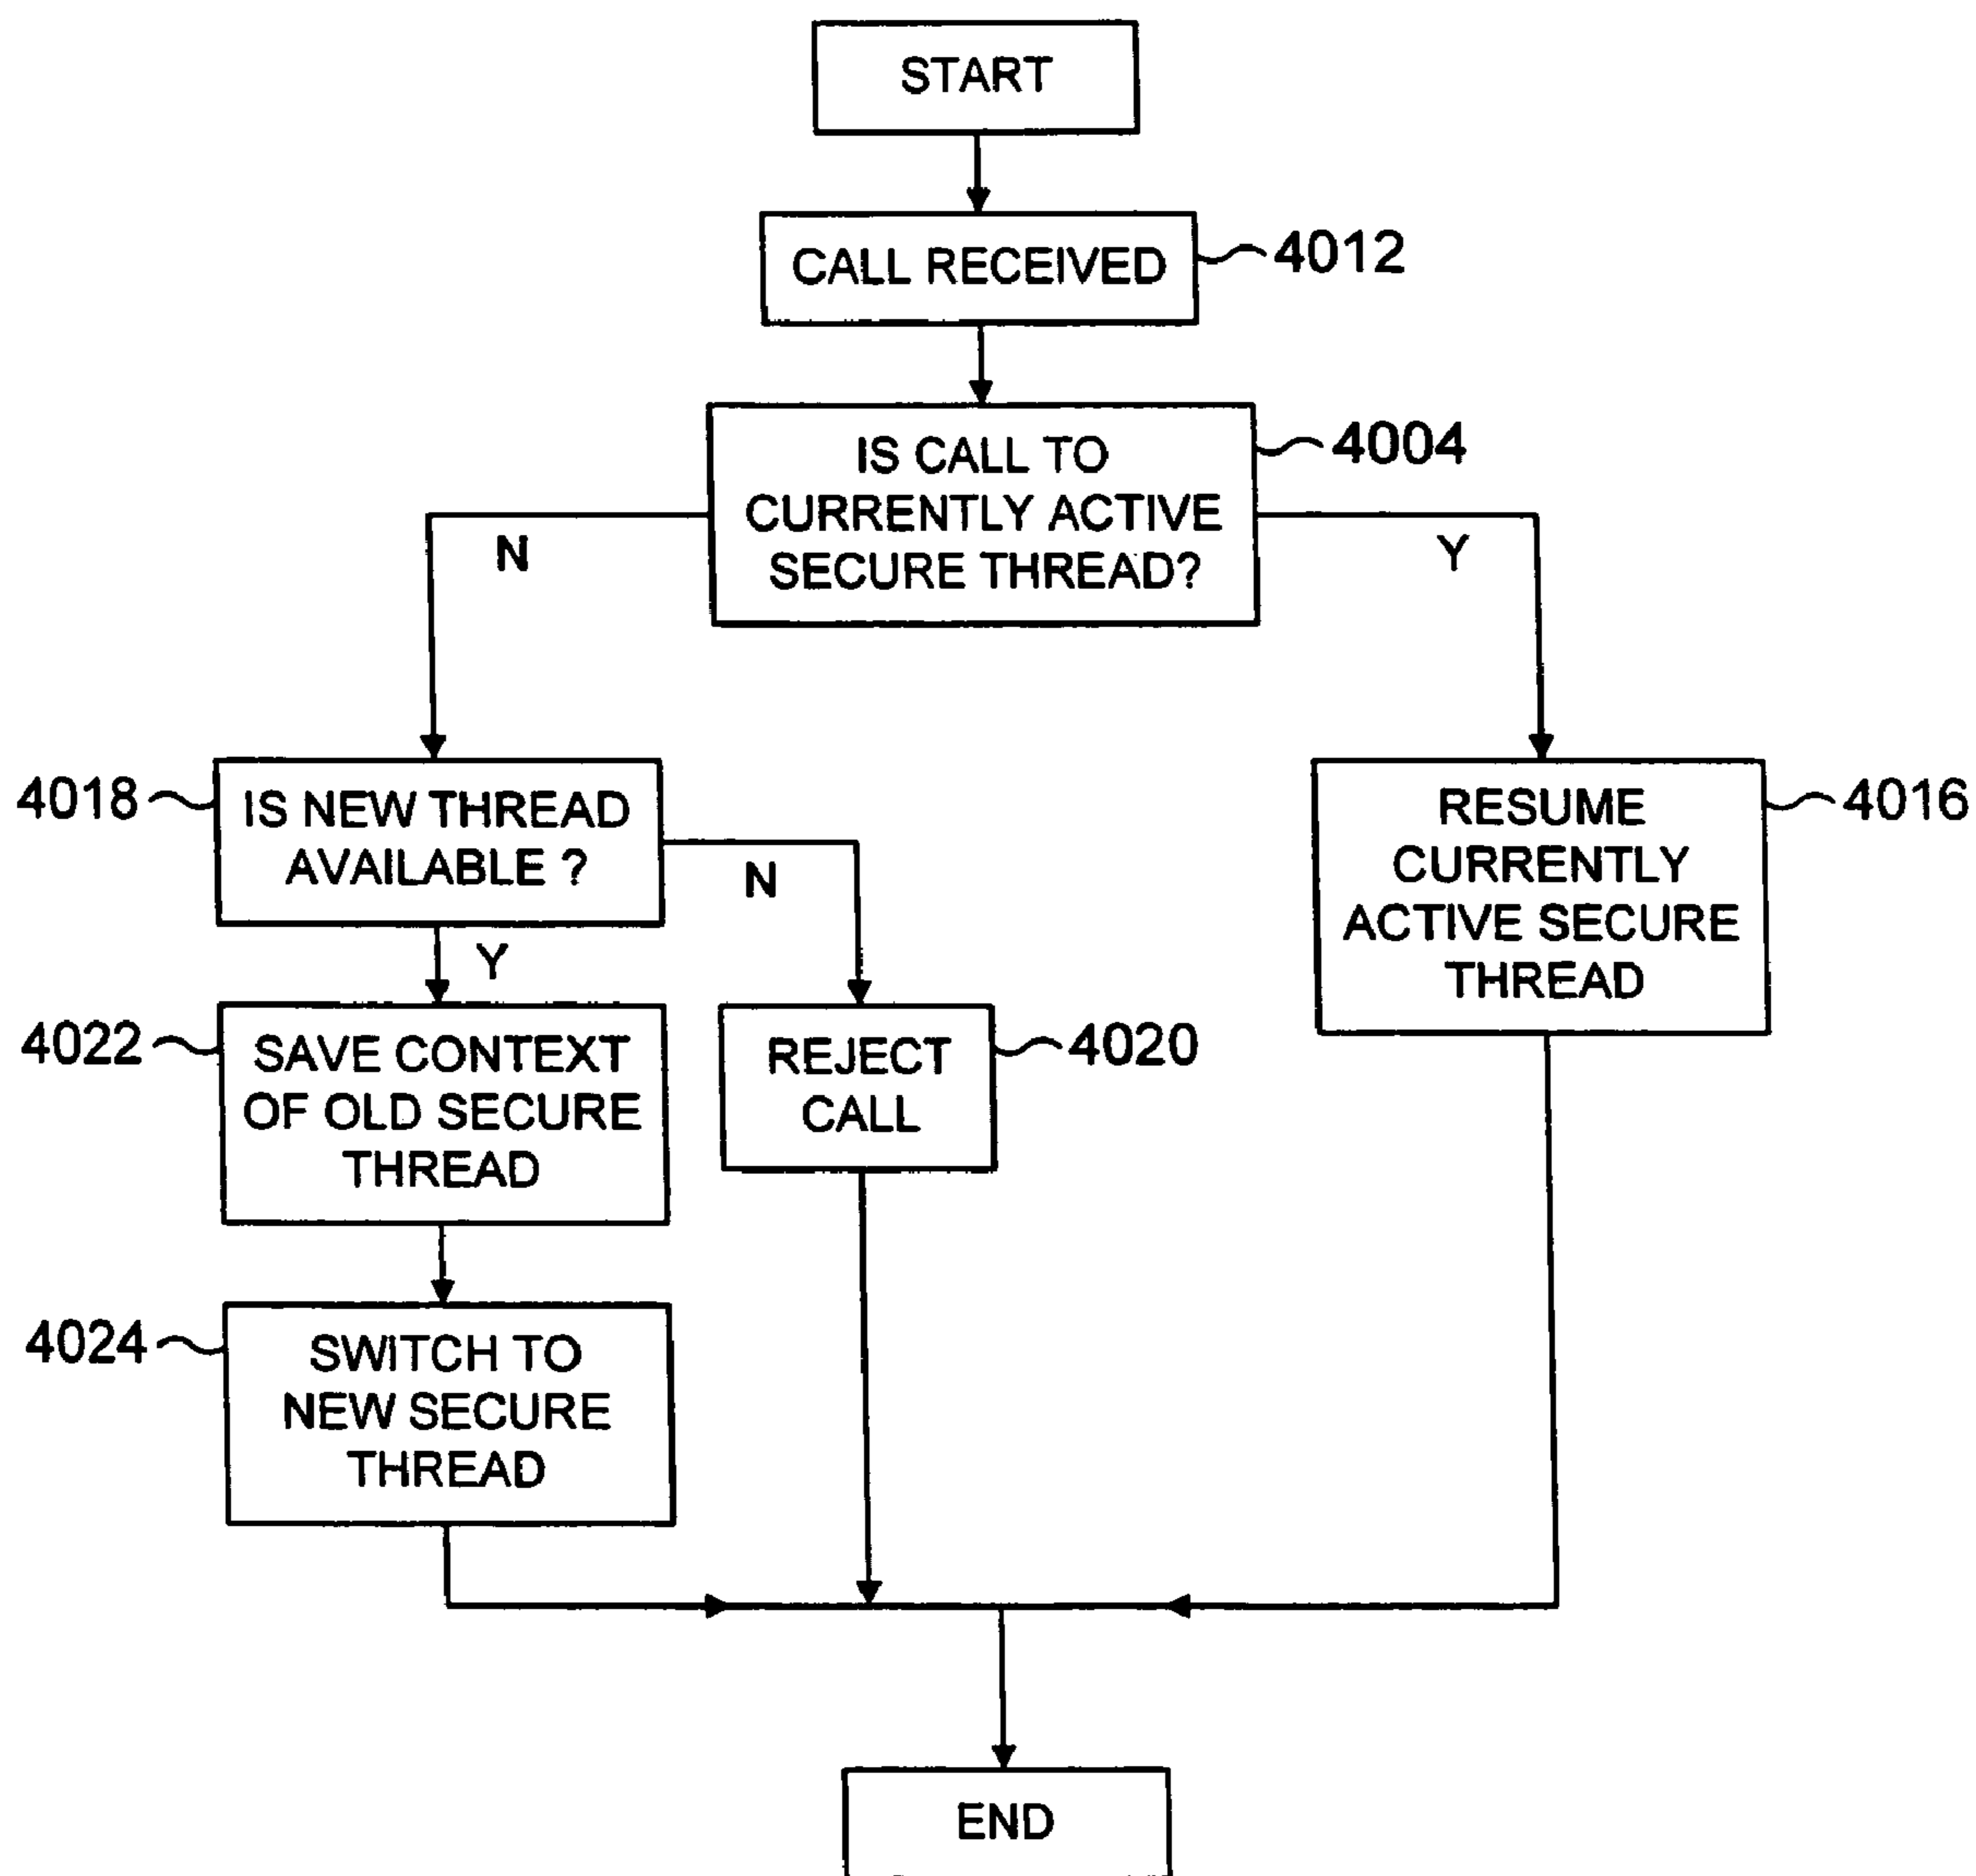 START
CALL RECEIVED
4012
IS CALL TO
CURRENTLY ACTIVE
SECURE THREAD?
4004
N
Y
4018
IS NEW THREAD
AVAILABLE ?
N
Y
RESUME
CURRENTLY
ACTIVE SECURE
THREAD
4016
4022
SAVE CONTEXT
OF OLD SECURE
THREAD
REJECT
CALL
4020
4024
SWITCH TO
NEW SECURE
THREAD
END